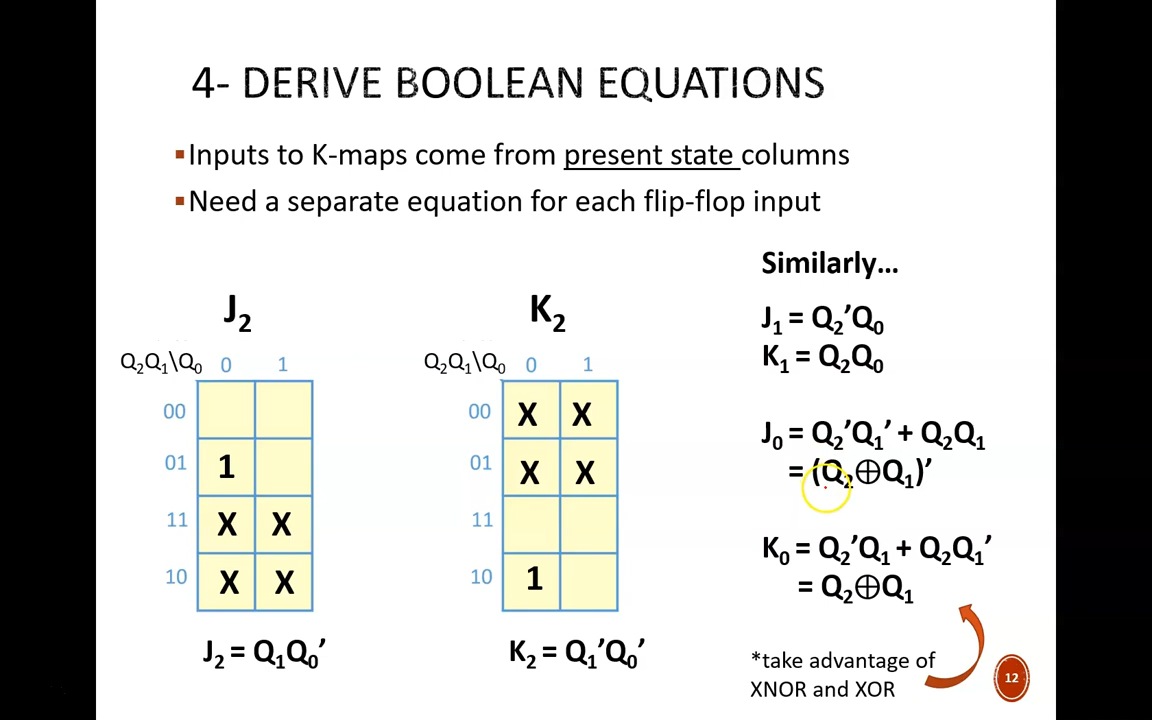 4- DERIVE BOOLEAN EQUATIONS
▪Inputs to K-maps come from present state columns
▪Need a separate equation for each flip-flop input
J₂
Q₂Q₁\Q₀ 0 1
00
01 1
11 X X
10 X X
J₂ = Q₁Q₀’
K₂
Q₂Q₁\Q₀ 0 1
00 X X
01 X X
11
10 1
K₂ = Q₁’Q₀’
Similarly…
J₁ = Q₂’Q₀
K₁ = Q₂Q₀
J₀ = Q₂’Q₁’ + Q₂Q₁
= (Q₂⊕Q₁)’
K₀ = Q₂’Q₁ + Q₂Q₁’
= Q₂⊕Q₁
*take advantage of
XNOR and XOR
12